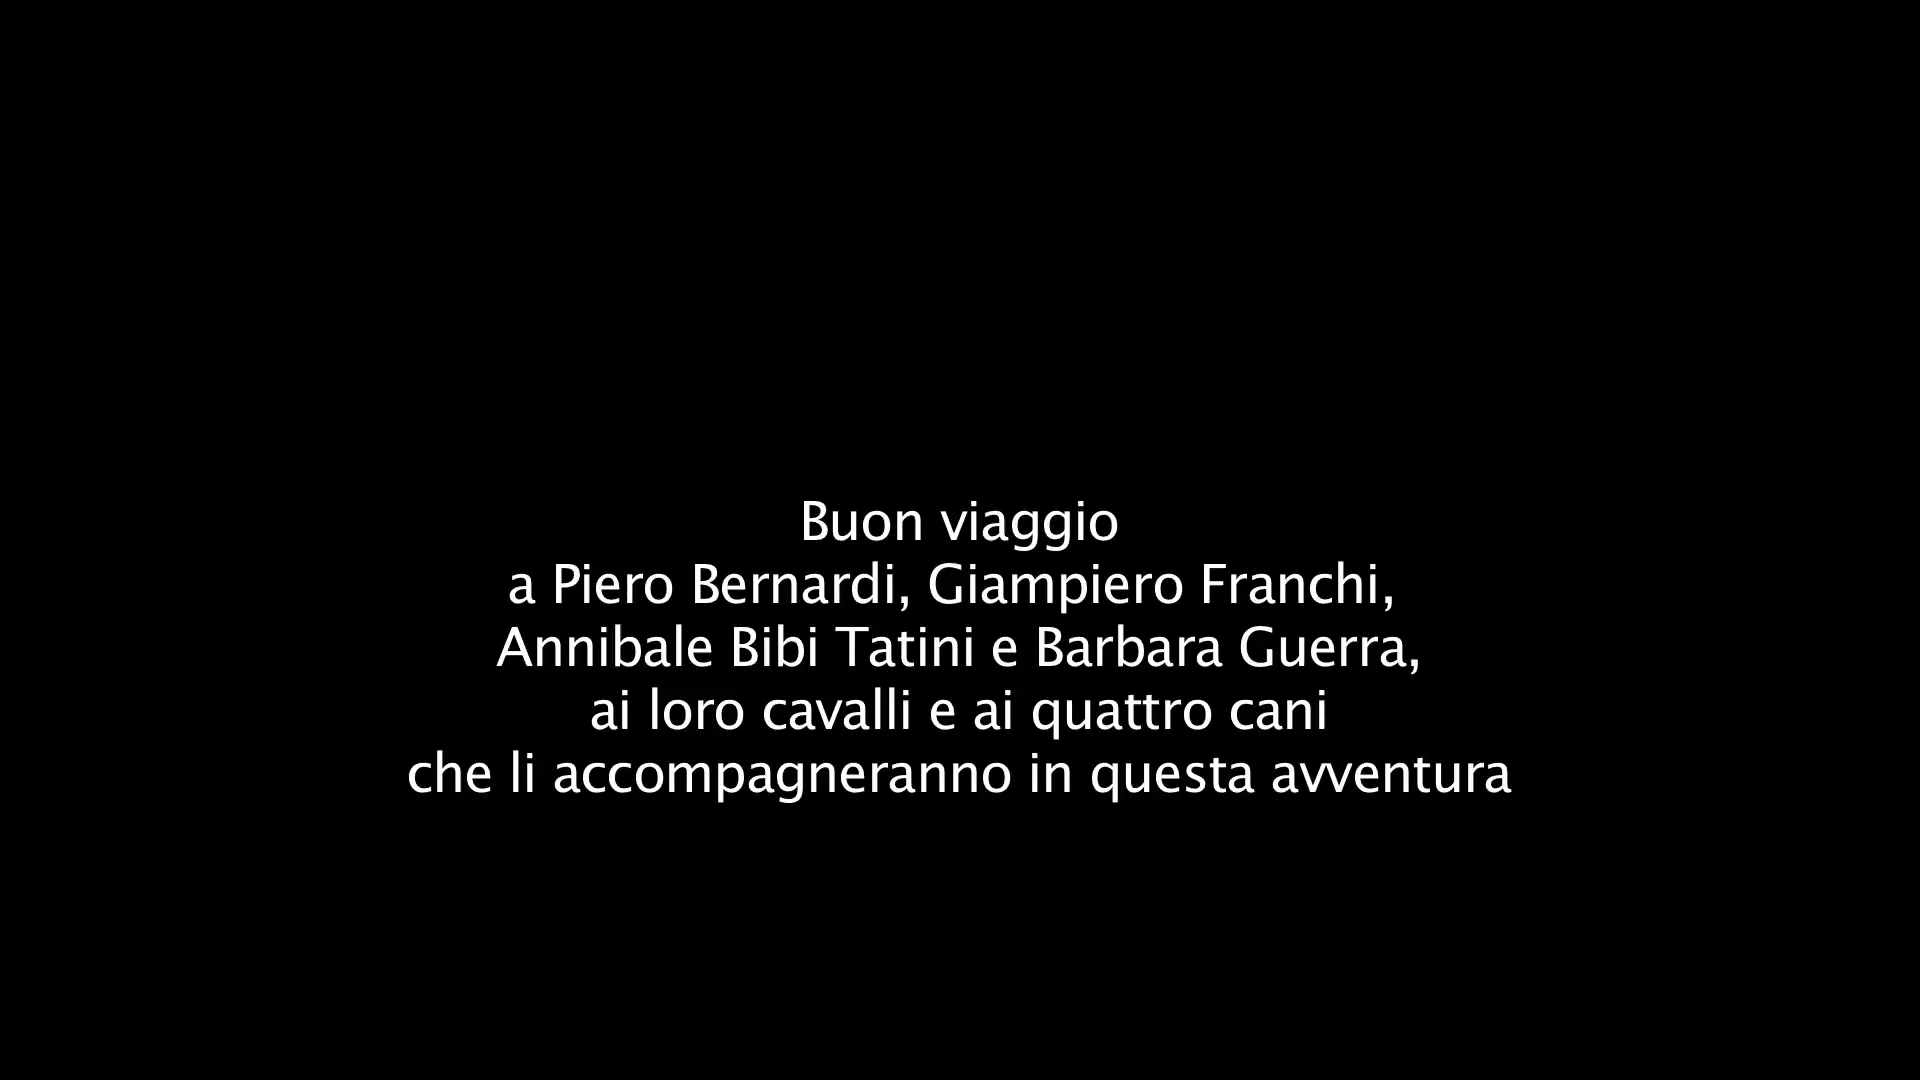 Buon viaggio
a Piero Bernardi, Giampiero Franchi,
Annibale Bibi Tatini e Barbara Guerra,
ai loro cavalli e ai quattro cani
che li accompagneranno in questa avventura